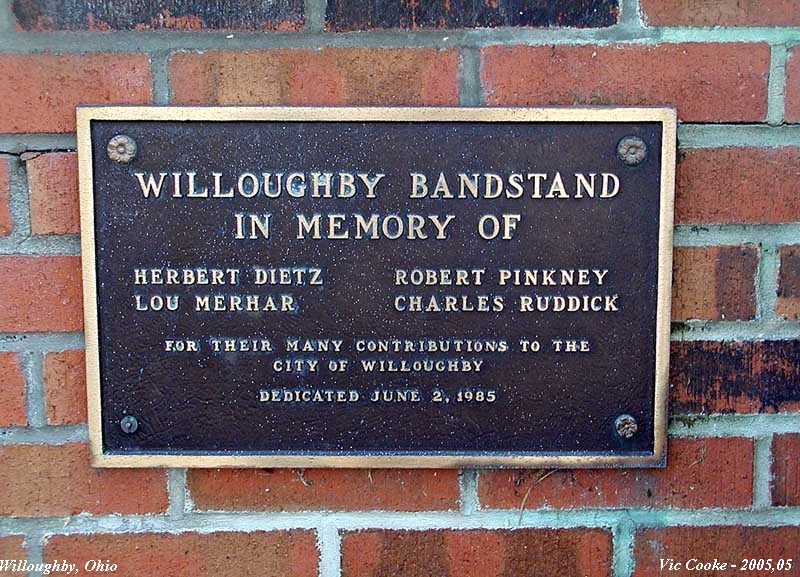 WILLOUGHBY BANDSTAND
IN MEMORY OF
HERBERT DIETZ ROBERT PINKNEY
LOU MERHAR CHARLES RUDDICK
FOR THEIR MANY CONTRIBUTIONS TO THE
CITY OF WILLOUGHBY
DEDICATED JUNE 2, 1985
Willoughby, Ohio Vic Cooke - 2005,05